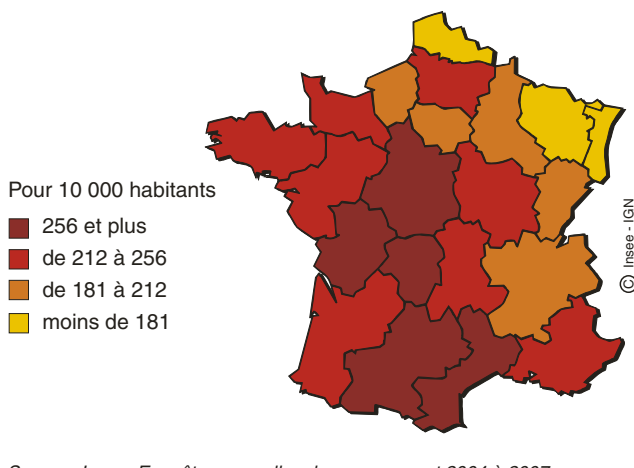 Pour 10 000 habitants
256 et plus
de 212 à 256
de 181 à 212
moins de 181
© Insee - IGN